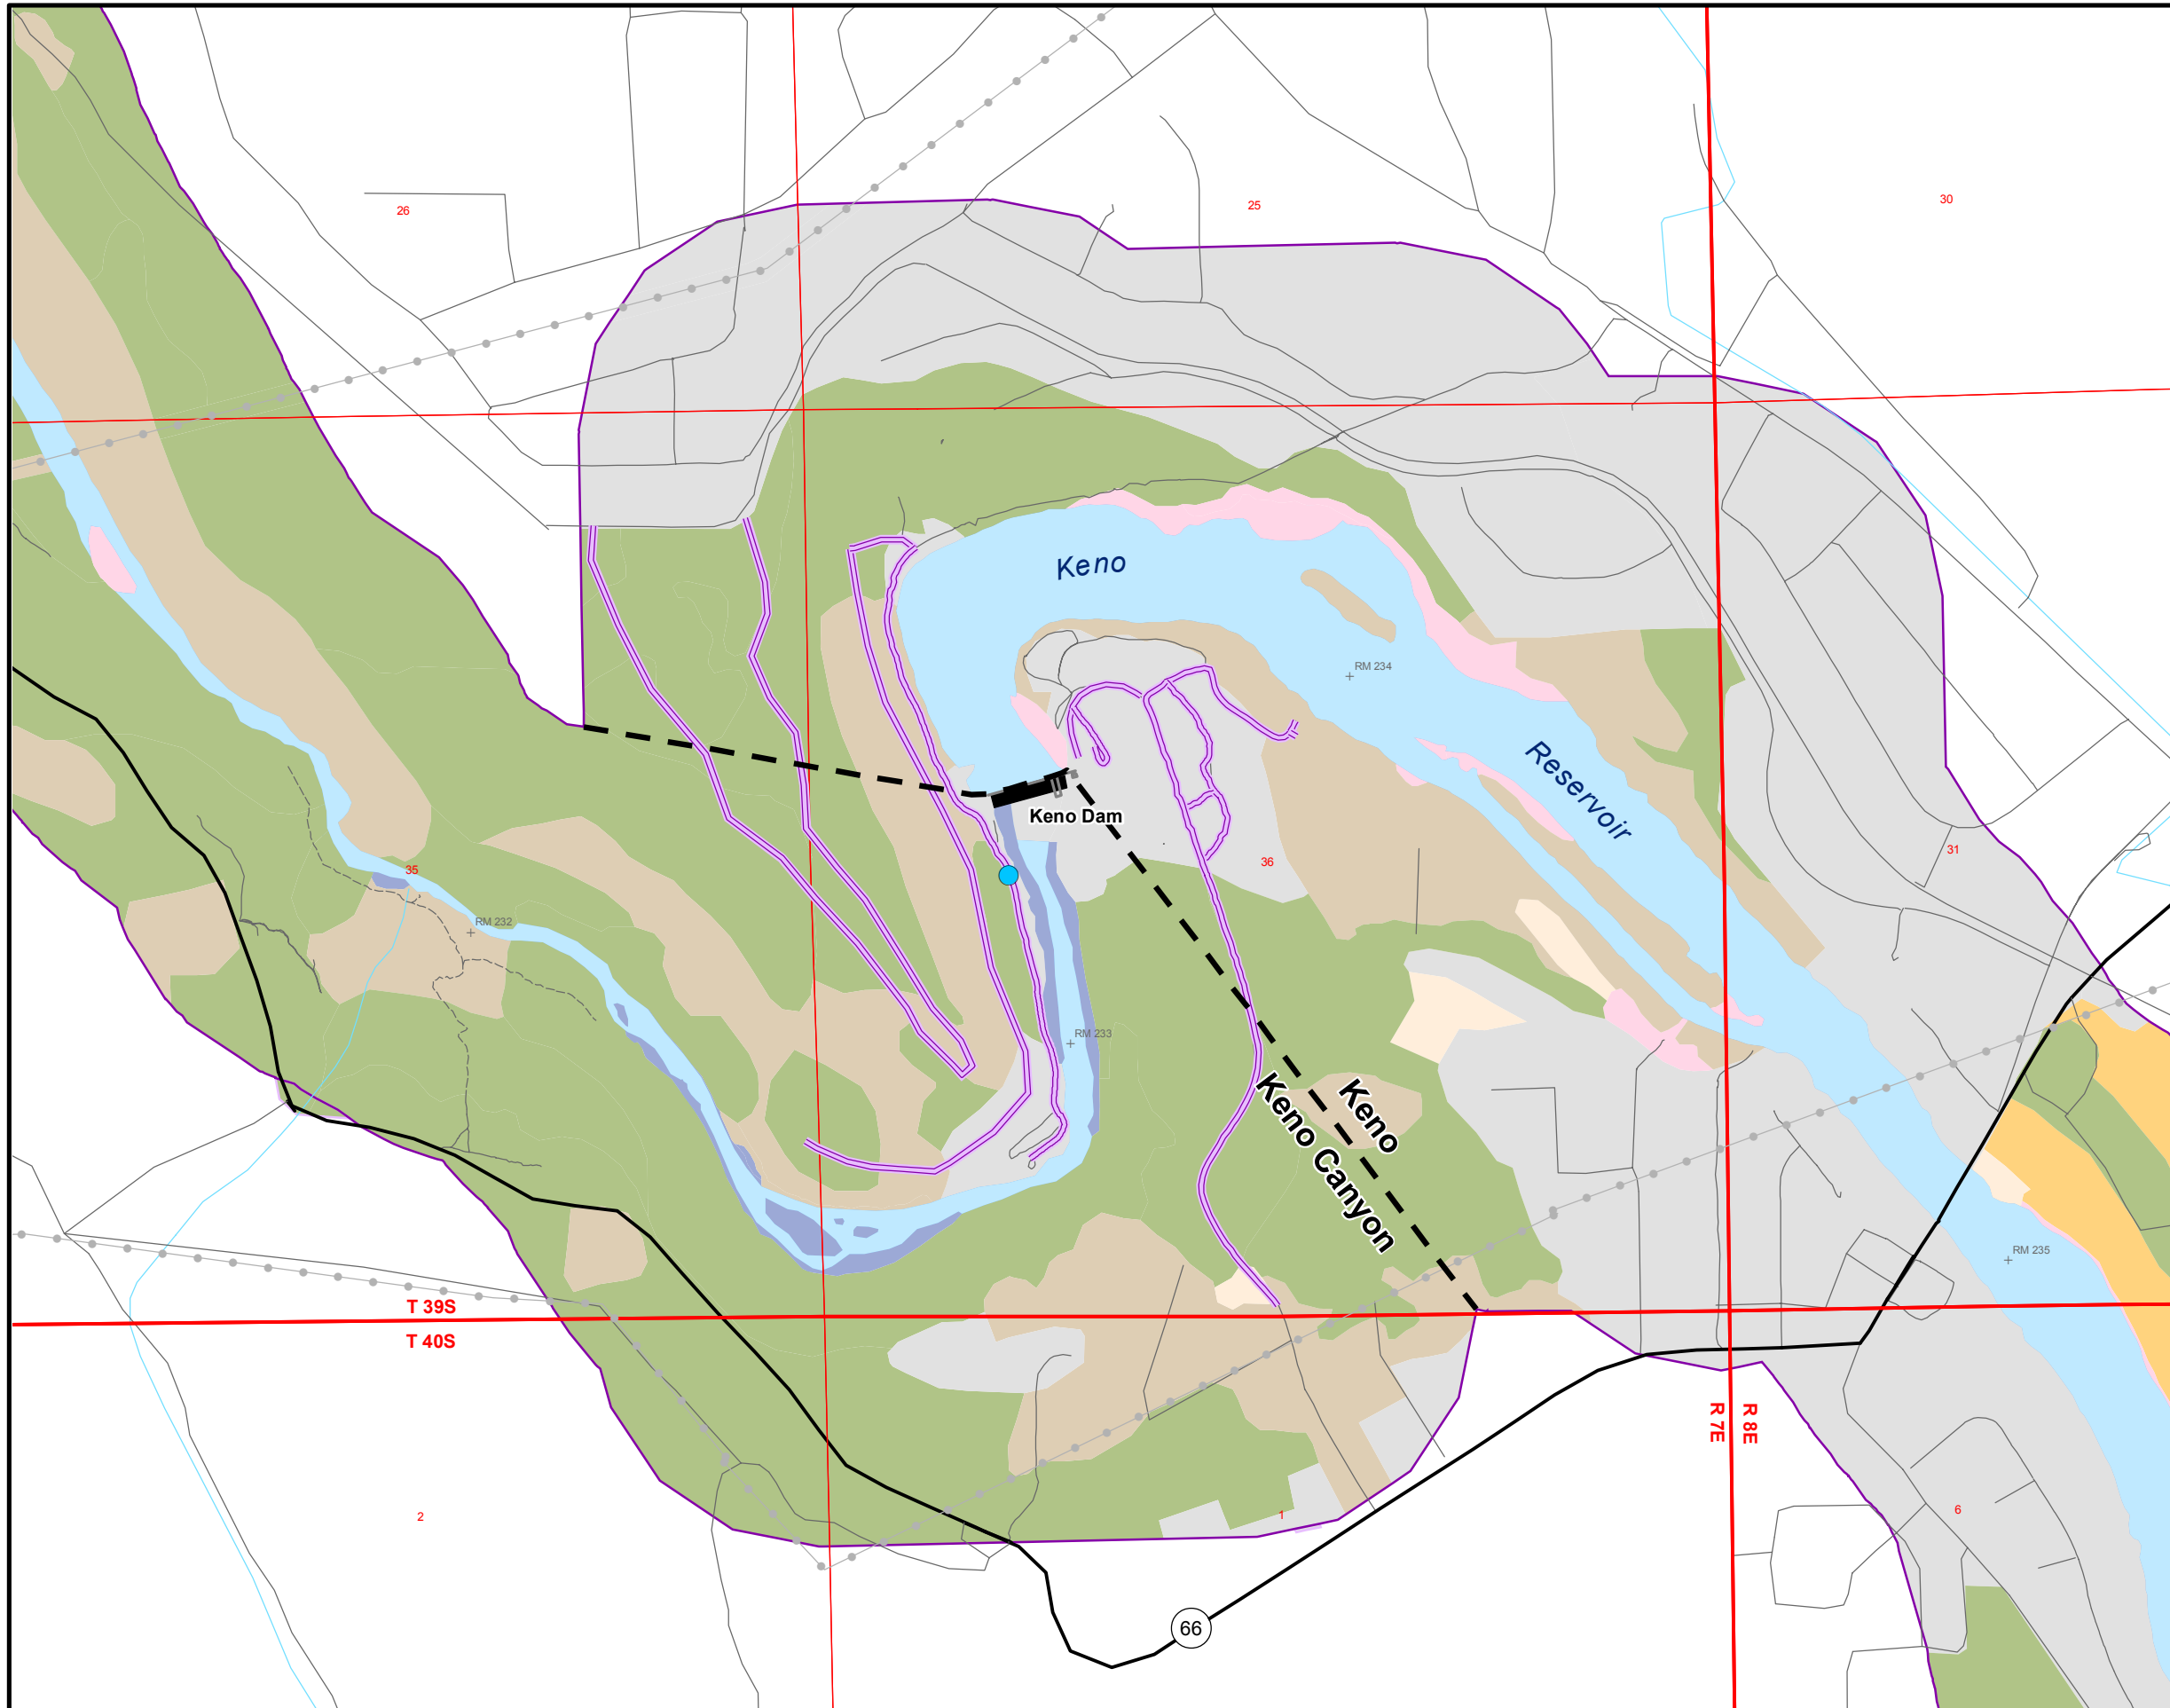 30
25
26
Keno
RM 234
Reservoir
Keno Dam
31
36
35
RM 232
RM 233
Keno
Keno Canyon
RM 235
T 39S
T 40S
R 7E
R 8E
6
1
2
66